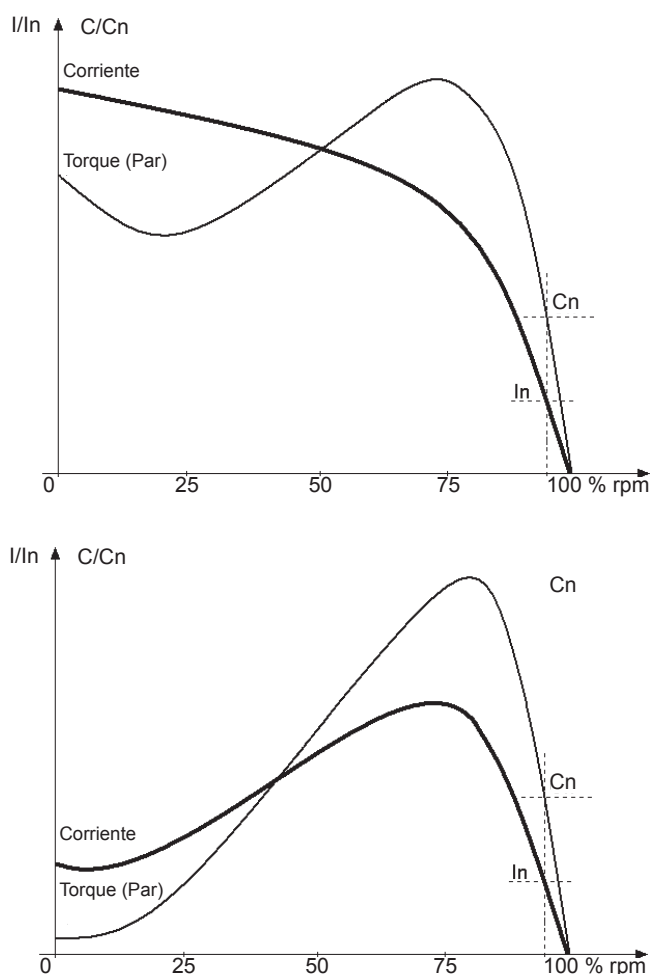 I/In C/Cn
Corriente
Torque (Par)
Cn
In
0 25 50 75 100 % rpm
I/In C/Cn
Cn
Cn
Corriente
In
Torque (Par)
0 25 50 75 100 % rpm